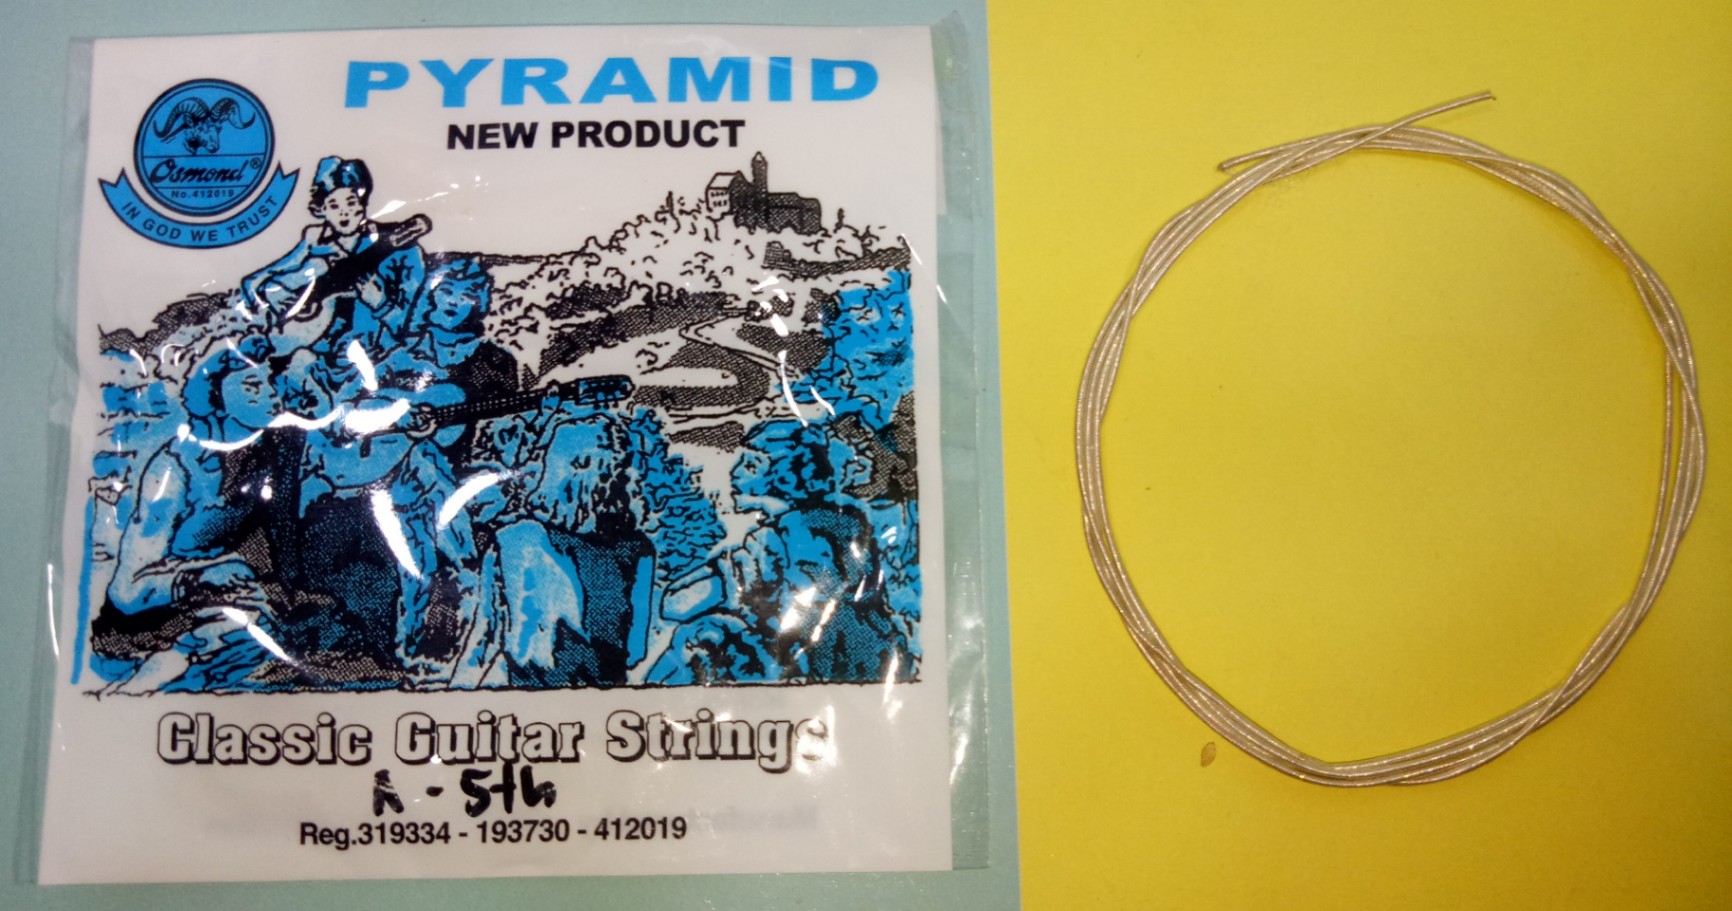 PYRAMID
NEW PRODUCT
Osmond®
No.412019
IN GOD WE TRUST
Classic Guitar Strings
A - 5th
Reg.319334 - 193730 - 412019